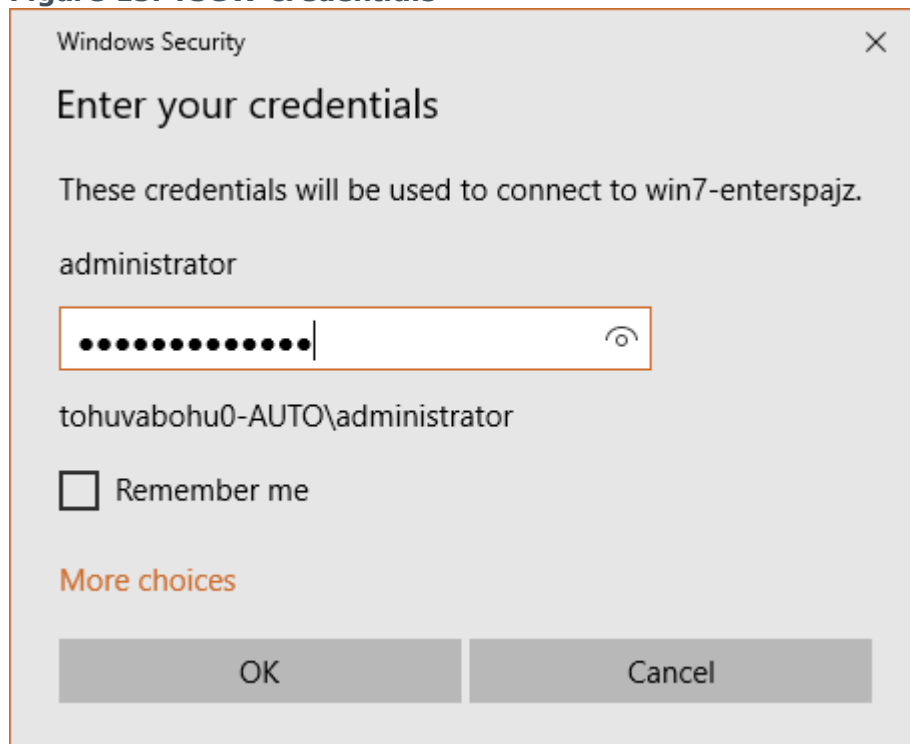 Windows Security
Enter your credentials
These credentials will be used to connect to win7-enterspajz.
administrator
●●●●●●●●●●●●●
tohuvabohu0-AUTO\administrator
Remember me
More choices
OK
Cancel